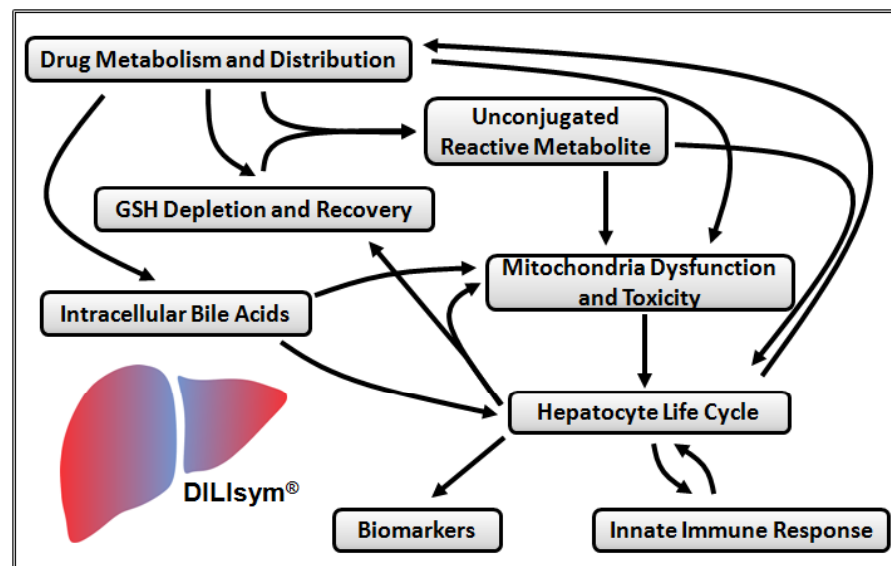 Drug Metabolism and Distribution
Unconjugated
Reactive Metabolite
GSH Depletion and Recovery
Mitochondria Dysfunction
and Toxicity
Intracellular Bile Acids
Hepatocyte Life Cycle
DILIsym®
Biomarkers
Innate Immune Response